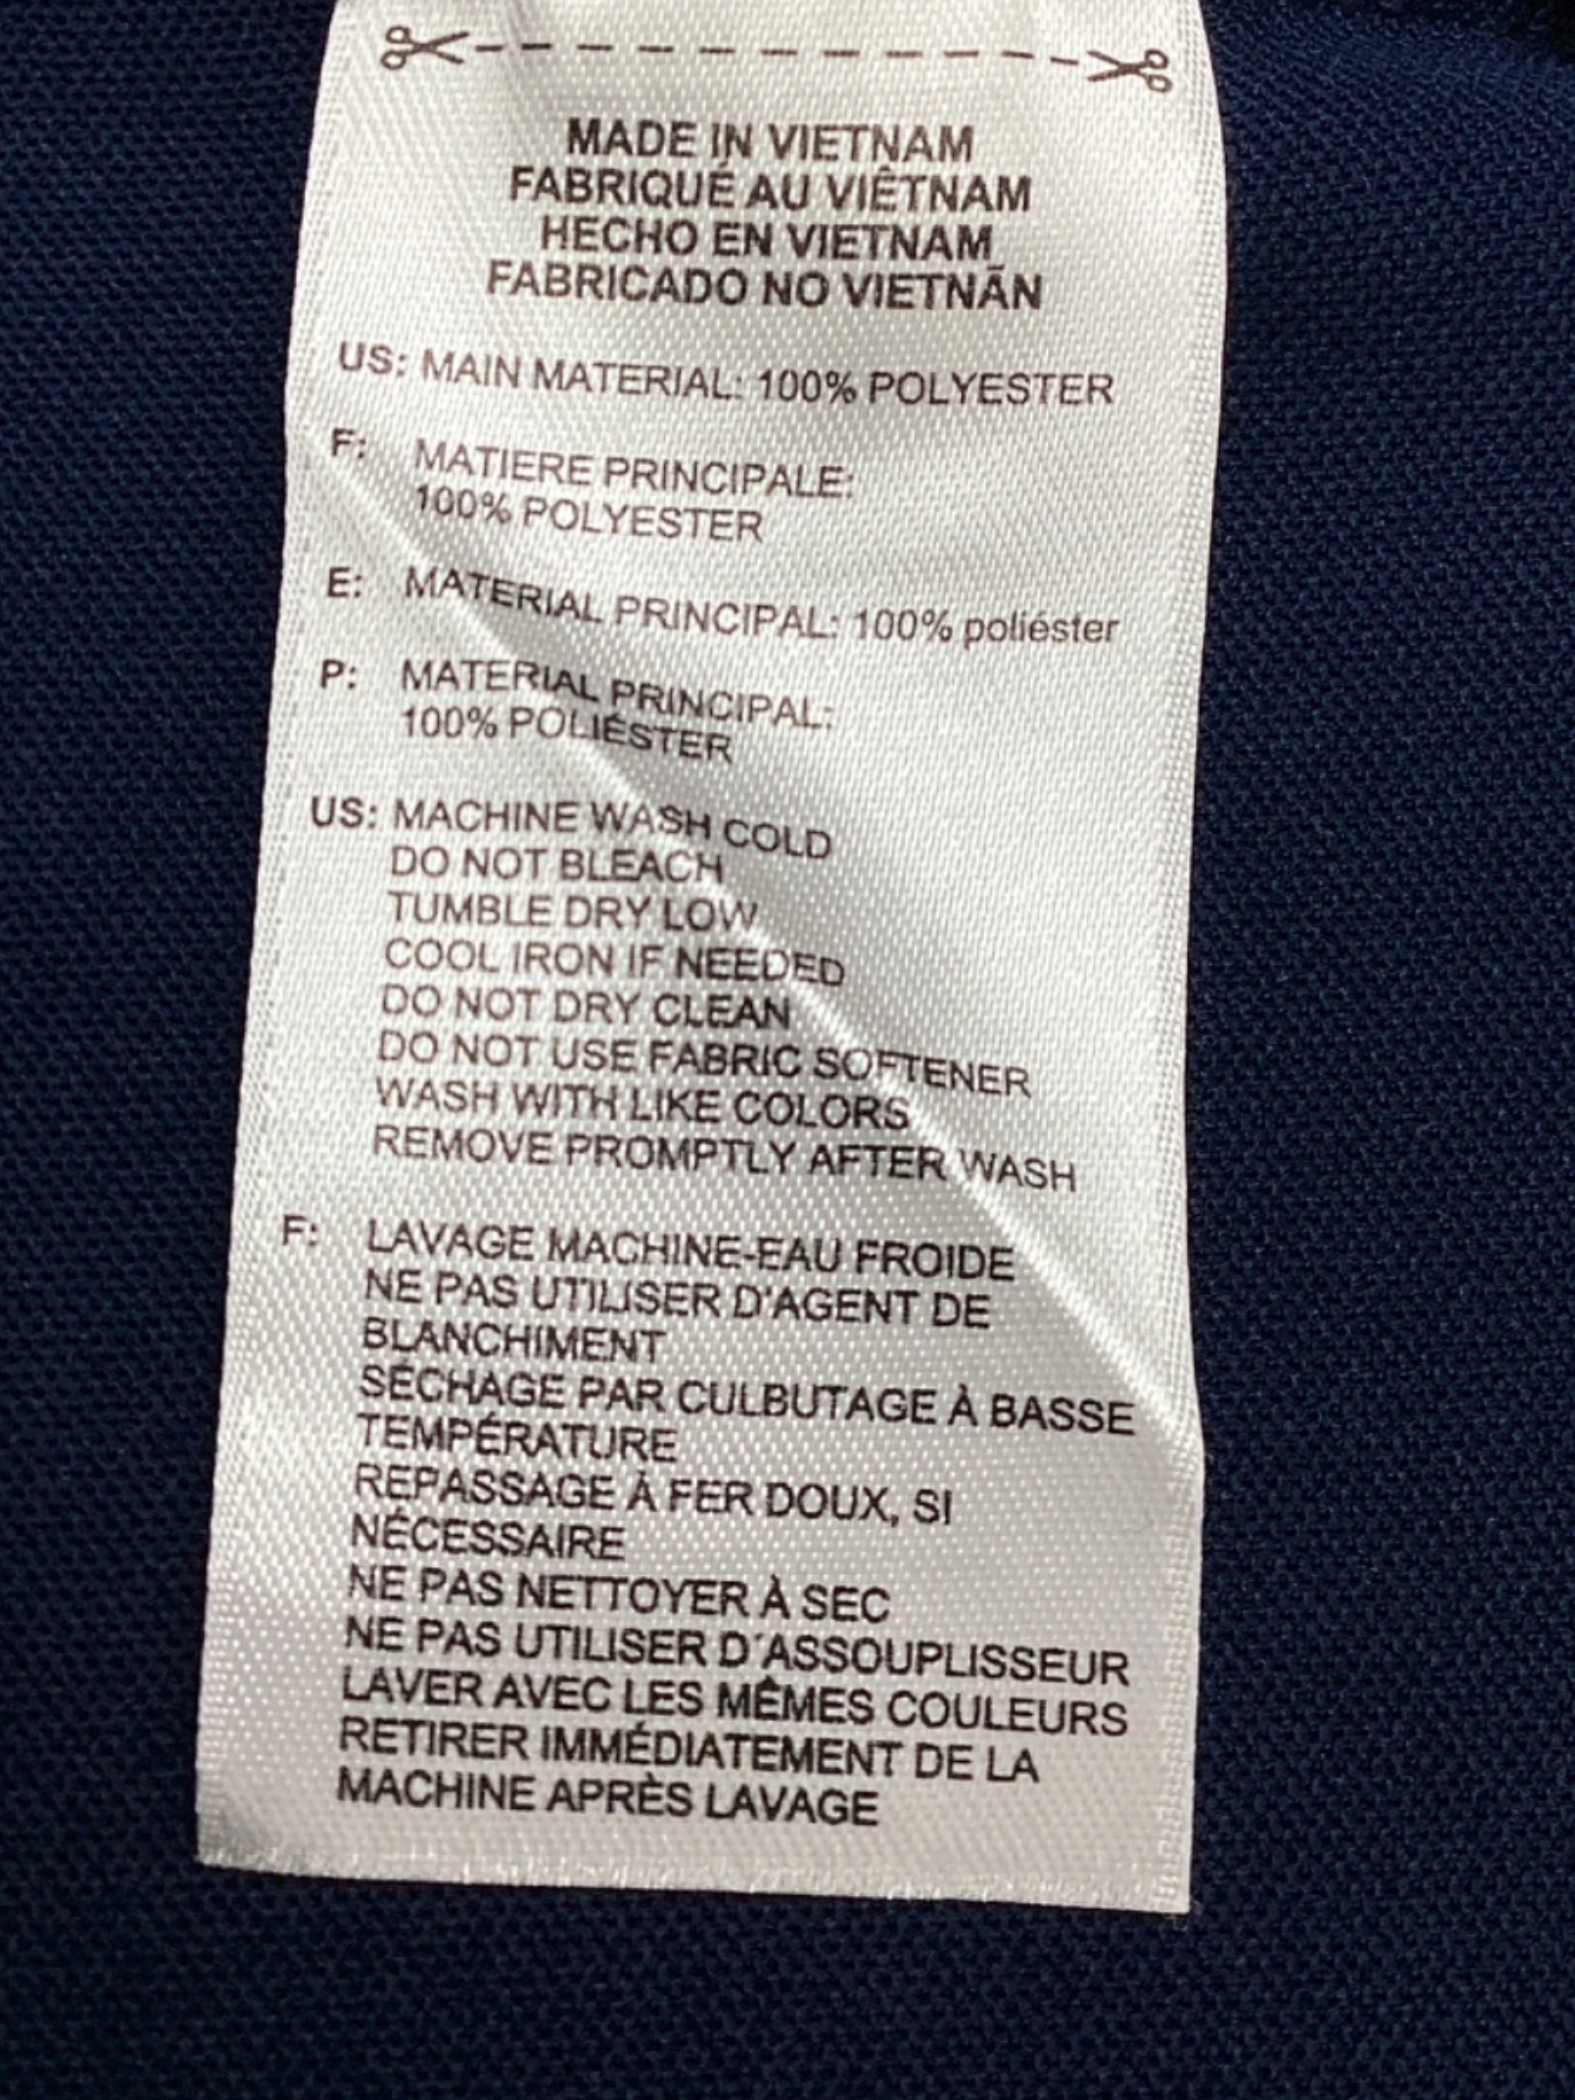 MADE IN VIETNAM
FABRIQUÉ AU VIÊTNAM
HECHO EN VIETNAM
FABRICADO NO VIETNÃN
US: MAIN MATERIAL: 100% POLYESTER
F: MATIERE PRINCIPALE:
100% POLYESTER
E: MATERIAL PRINCIPAL: 100% poliéster
P: MATERIAL PRINCIPAL:
100% POLIÉSTER
US: MACHINE WASH COLD
DO NOT BLEACH
TUMBLE DRY LOW
COOL IRON IF NEEDED
DO NOT DRY CLEAN
DO NOT USE FABRIC SOFTENER
WASH WITH LIKE COLORS
REMOVE PROMPTLY AFTER WASH
F: LAVAGE MACHINE-EAU FROIDE
NE PAS UTILISER D'AGENT DE
BLANCHIMENT
SÉCHAGE PAR CULBUTAGE À BASSE
TEMPÉRATURE
REPASSAGE À FER DOUX, SI
NÉCESSAIRE
NE PAS NETTOYER À SEC
NE PAS UTILISER D´ASSOUPLISSEUR
LAVER AVEC LES MÊMES COULEURS
RETIRER IMMÉDIATEMENT DE LA
MACHINE APRÈS LAVAGE